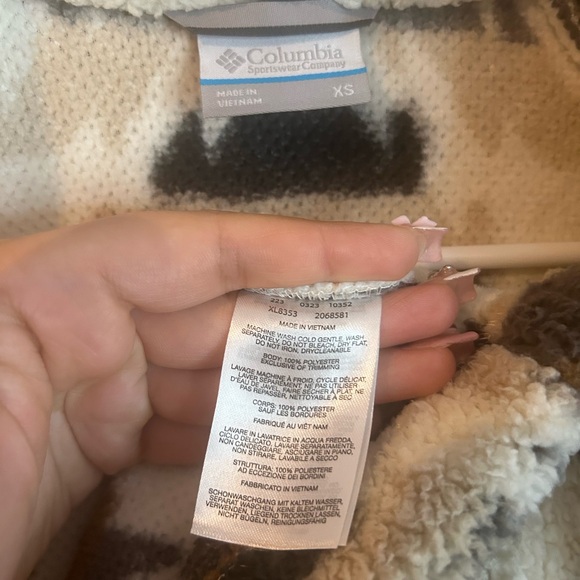 Columbia
Sportswear Company
MADE IN
VIETNAM
XS
223 0323 10352
XL8353 2068581
MADE IN VIETNAM
MACHINE WASH COLD GENTLE, WASH
SEPARATELY, DO NOT BLEACH, DRY FLAT,
DO NOT IRON, DRYCLEANABLE
BODY: 100% POLYESTER
EXCLUSIVE OF TRIMMING
LAVAGE MACHINE À FROID, CYCLE DÉLICAT,
LAVER SÉPARÉMENT, NE PAS UTILISER
D'EAU DE JAVEL, FAIRE SÉCHER À PLAT, NE
PAS REPASSER, NETTOYABLE À SEC
CORPS: 100% POLYESTER
SAUF LES BORDURES
FABRIQUÉ AU VIÊT NAM
LAVARE IN LAVATRICE IN ACQUA FREDDA,
CICLO DELICATO, LAVARE SEPARATAMENTE,
NON CANDEGGIARE, ASCIUGARE IN PIANO,
NON STIRARE, LAVABILE A SECCO
STRUTTURA: 100% POLIESTERE
AD ECCEZIONE DEI BORDINI
FABBRICATO IN VIETNAM
SCHONWASCHGANG MIT KALTEM WASSER,
SEPARAT WASCHEN, KEINE BLEICHMITTEL
VERWENDEN, LIEGEND TROCKNEN LASSEN,
NICHT BÜGELN, REINIGUNGSFÄHIG